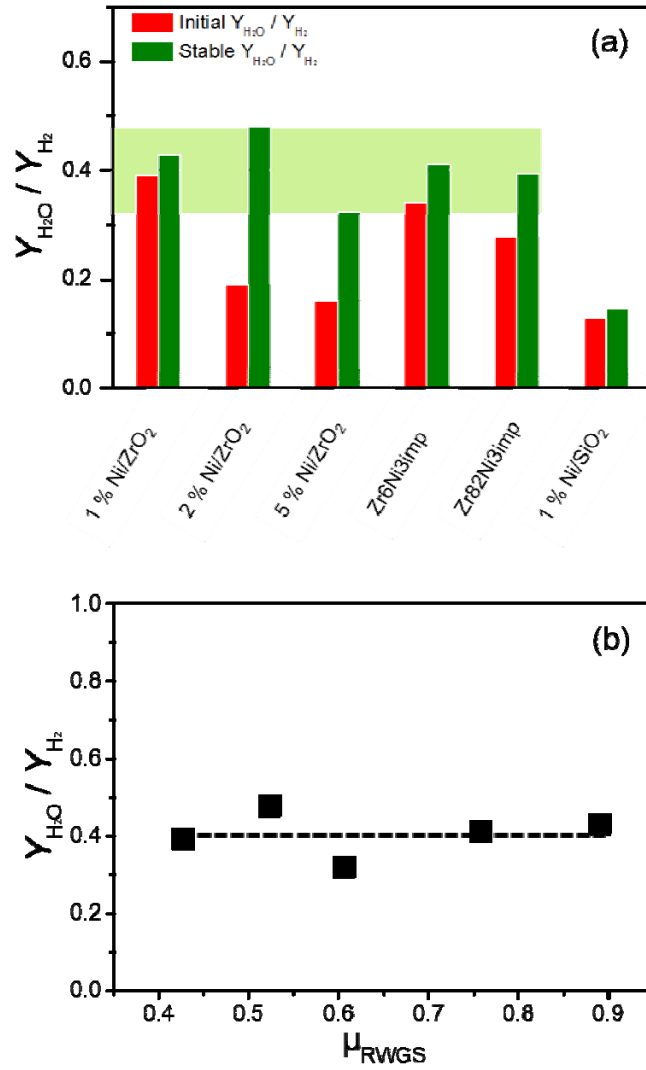 Initial Y_H₂O / Y_H₂
(a)
Stable Y_H₂O / Y_H₂
0.6
0.4
0.2
0.0
Y_H₂O / Y_H₂
1 % Ni/ZrO₂
2 % Ni/ZrO₂
5 % Ni/ZrO₂
Zr6Ni3imp
Zr82Ni3imp
1 % Ni/SiO₂
1.0
(b)
0.8
0.6
0.4
0.2
0.0
Y_H₂O / Y_H₂
0.4 0.5 0.6 0.7 0.8 0.9
μ_RWGS